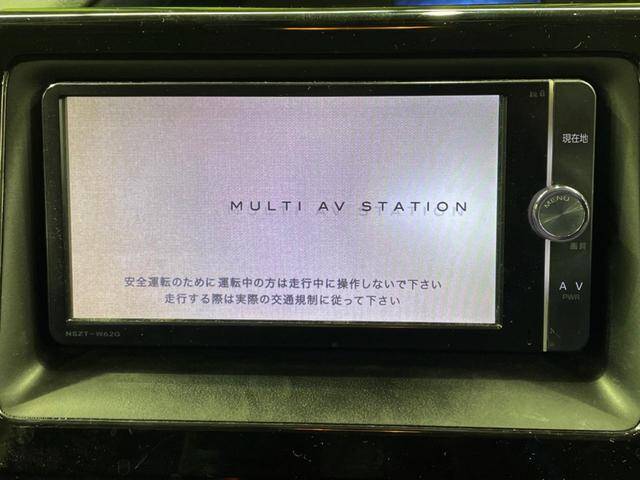 現在地
MENU
MULTI AV STATION
画質
安全運転のために運転中の方は走行中に操作しないで下さい
走行する際は実際の交通規制に従って下さい
AV
PWR
NSZT-W62G